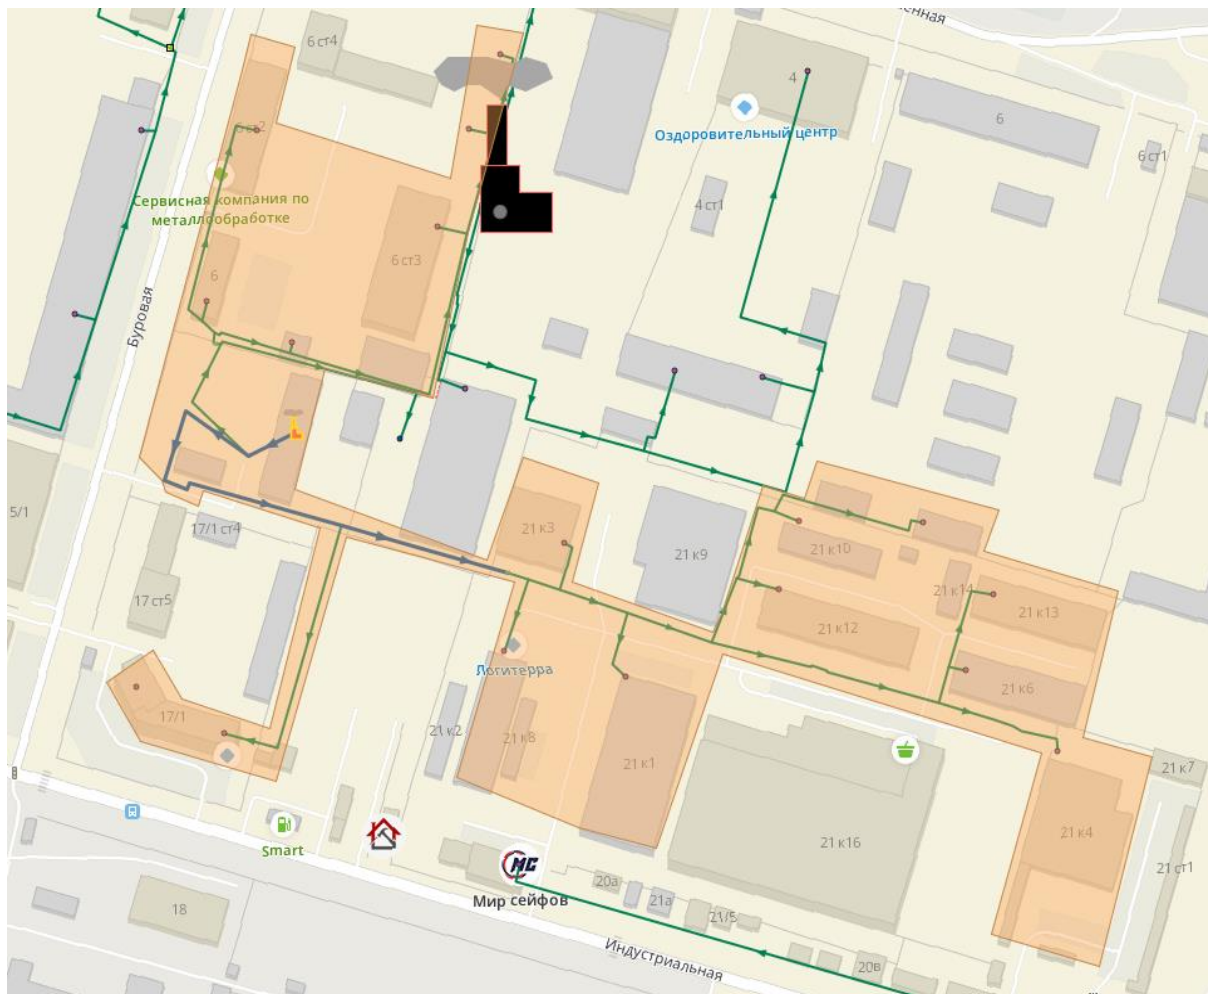 енная
6 ст4
4
6
Оздоровительный центр
6 ст2
6 ст1
Сервисная компания по
металлообработке
4 ст1
6 ст3
6
Буровая
5/1
17/1 ст4
21 к3
21 к9
21 к10
21 к14
21 к13
17 ст5
21 к12
Логитерра
21 к6
17/1
21 к2
21 к8
21 к1
21 к7
21 к16
21 к4
Smart
МС
21 ст1
20а
Мир сейфов
21а
18
21/5
Индустриальная
20в